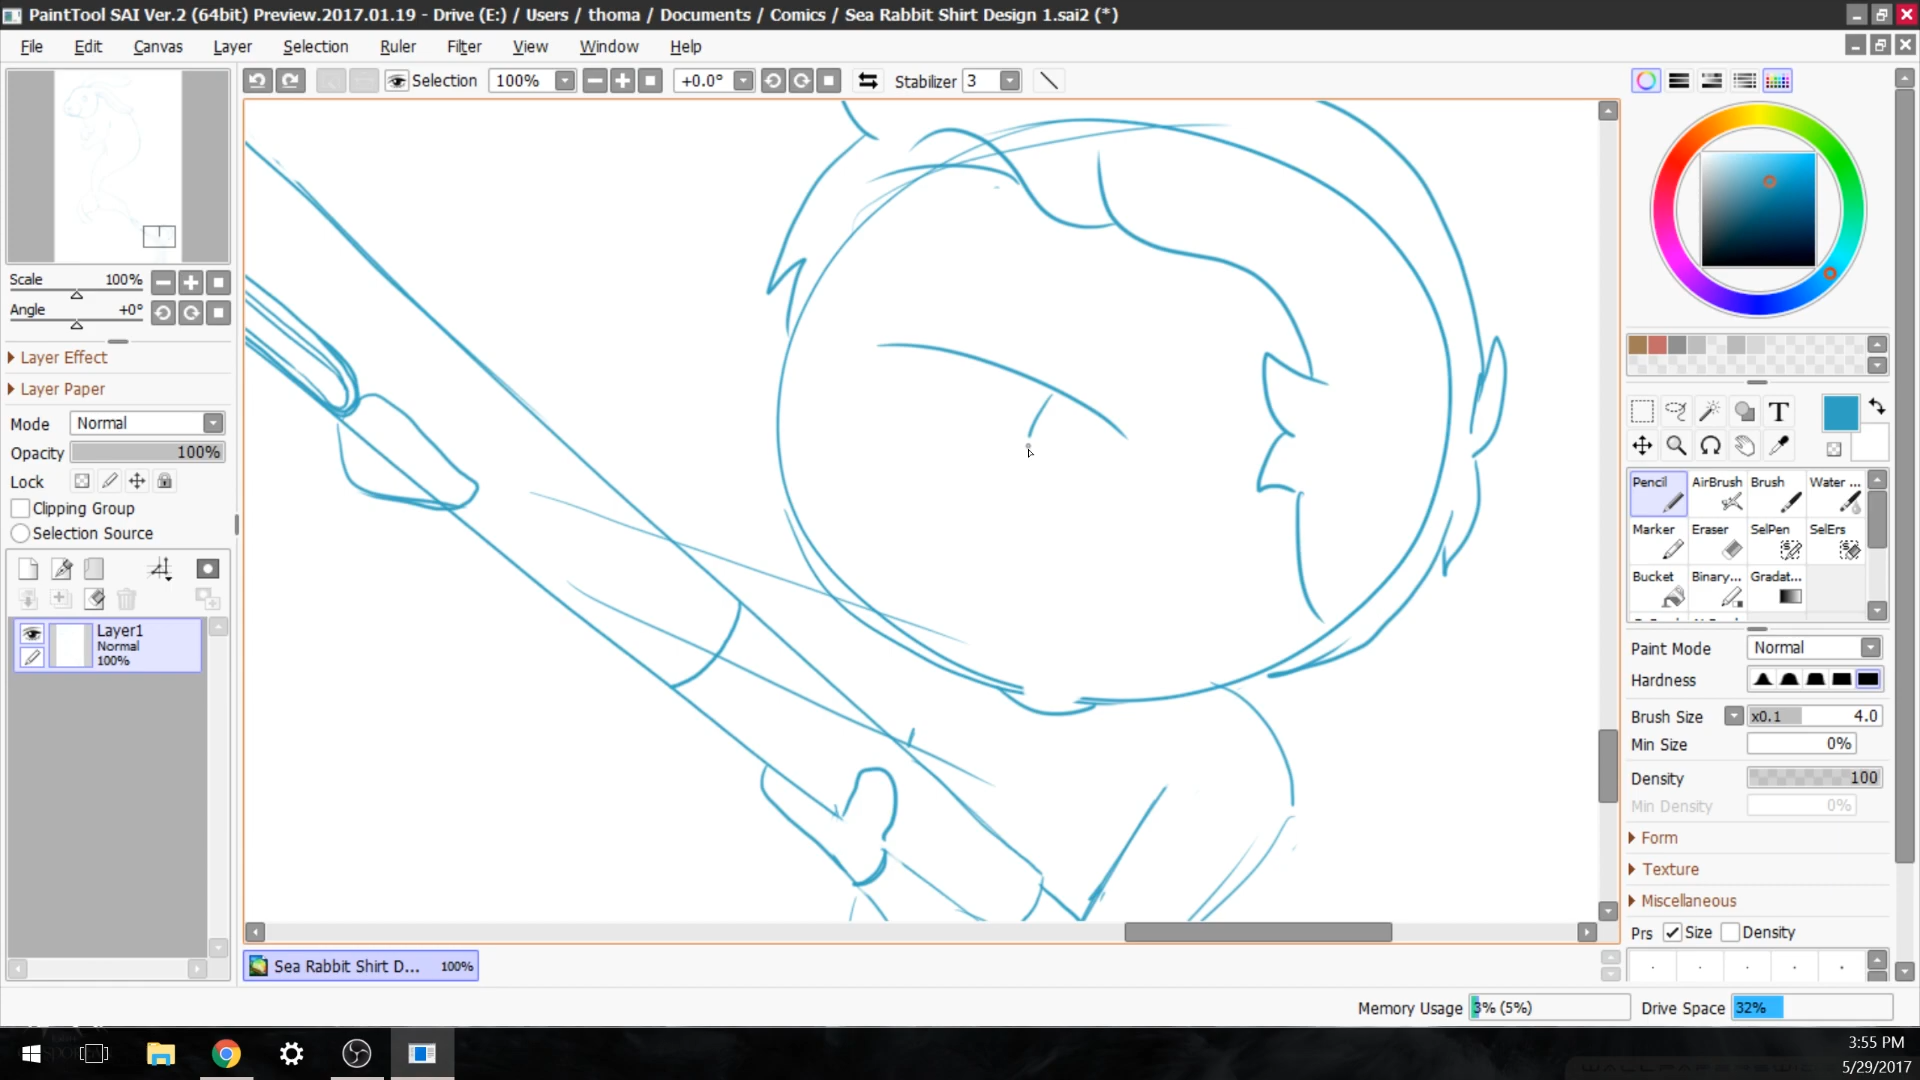 PaintTool SAI Ver.2 (64bit) Preview.2017.01.19 - Drive (E:) / Users / thoma / Documents / Comics / Sea Rabbit Shirt Design 1.sai2 (*)
File Edit Canvas Layer Selection Ruler Filter View Window Help
Selection 100% +0.0° Stabilizer 3
Scale 100%
Angle +0°
Layer Effect
Layer Paper
Mode Normal
Opacity 100%
Lock
Clipping Group
Selection Source
Layer1
Normal
100%
T
Pencil AirBrush Brush Water ...
Marker Eraser SelPen SelErs
Bucket Binary... Gradat...
Paint Mode Normal
Hardness
Brush Size x0.1 4.0
Min Size 0%
Density 100
Min Density 0%
Form
Texture
Miscellaneous
Prs Size Density
Sea Rabbit Shirt D... 100%
Memory Usage 3% (5%) Drive Space 32%
3:55 PM
5/29/2017